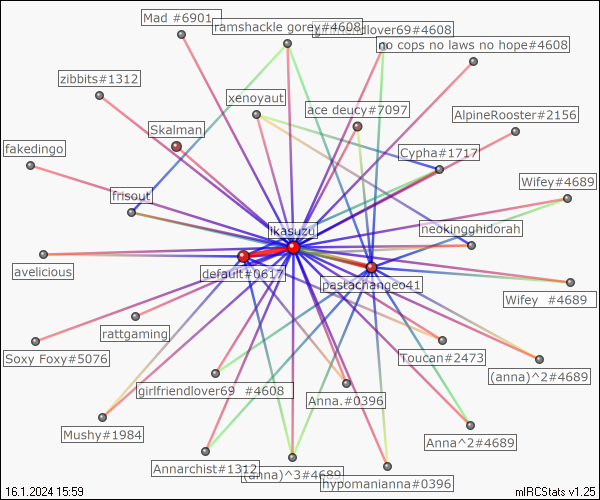 Mad #6901
ramshackle gorey#4608
girlfriendlover69#4608
no cops no laws no hope#4608
zibbits#1312
xenoyaut
ace deucy#7097
AlpineRooster#2156
Skalman
fakedingo
Cypha#1717
Wifey#4689
frisout
ikasuzu
neokingghidorah
avelicious
default#0617
pastachangeo41
Wifey  #4689
rattgaming
Soxy Foxy#5076
Toucan#2473
(anna)^2#4689
girlfriendlover69  #4608
Anna.#0396
Mushy#1984
Anna^2#4689
Annarchist#1312
(anna)^3#4689
hypomanianna#0396
16.1.2024 15:59
mIRCStats v1.25